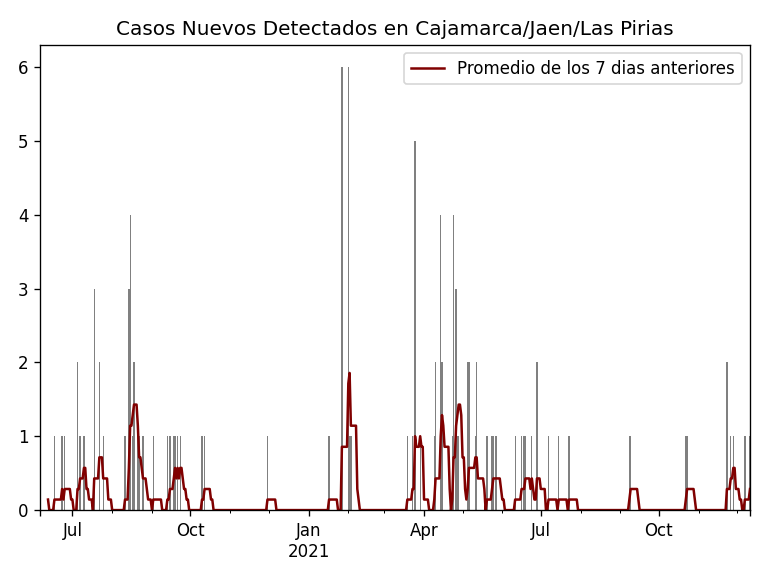 Casos Nuevos Detectados en Cajamarca/Jaen/Las Pirias
Promedio de los 7 dias anteriores
6
5
4
3
2
1
0
Jul
Oct
Jan
2021
Apr
Jul
Oct